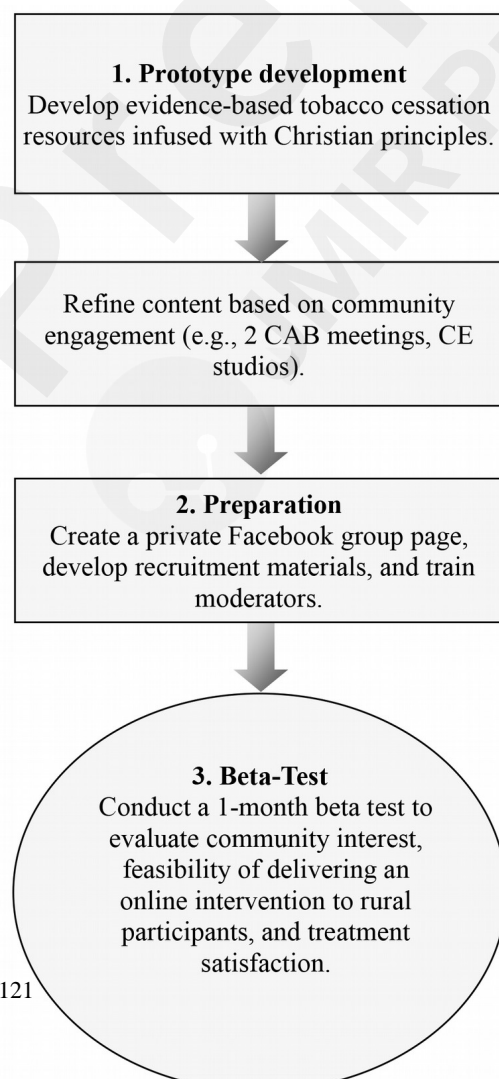 1. Prototype development
Develop evidence-based tobacco cessation
resources infused with Christian principles.
Refine content based on community
engagement (e.g., 2 CAB meetings, CE
studios).
2. Preparation
Create a private Facebook group page,
develop recruitment materials, and train
moderators.
3. Beta-Test
Conduct a 1-month beta test to
evaluate community interest,
feasibility of delivering an
online intervention to rural
participants, and treatment
satisfaction.
121